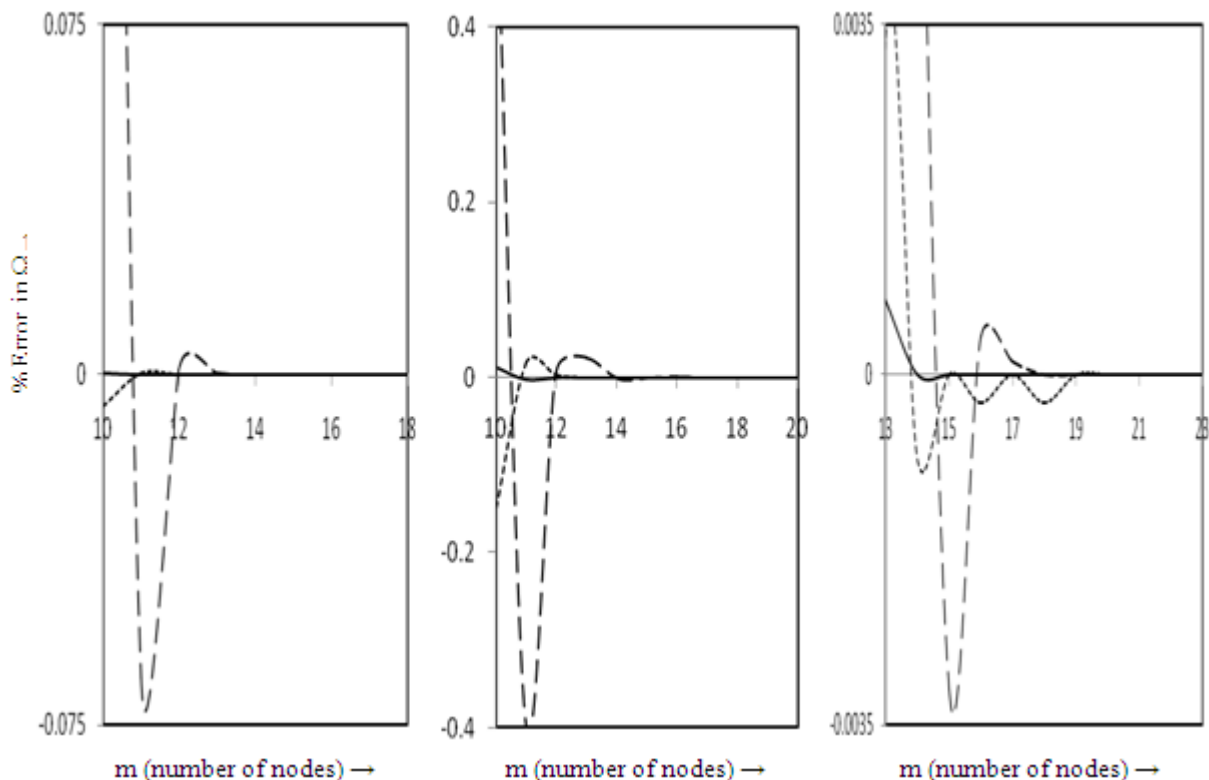 0.075
0
-0.075
10 12 14 16 18
% Error in Ω →
m (number of nodes) →
0.4
0.2
0
-0.2
-0.4
10 12 14 16 18 20
m (number of nodes) →
0.0035
0
-0.0035
13 15 17 19 21 23
m (number of nodes) →